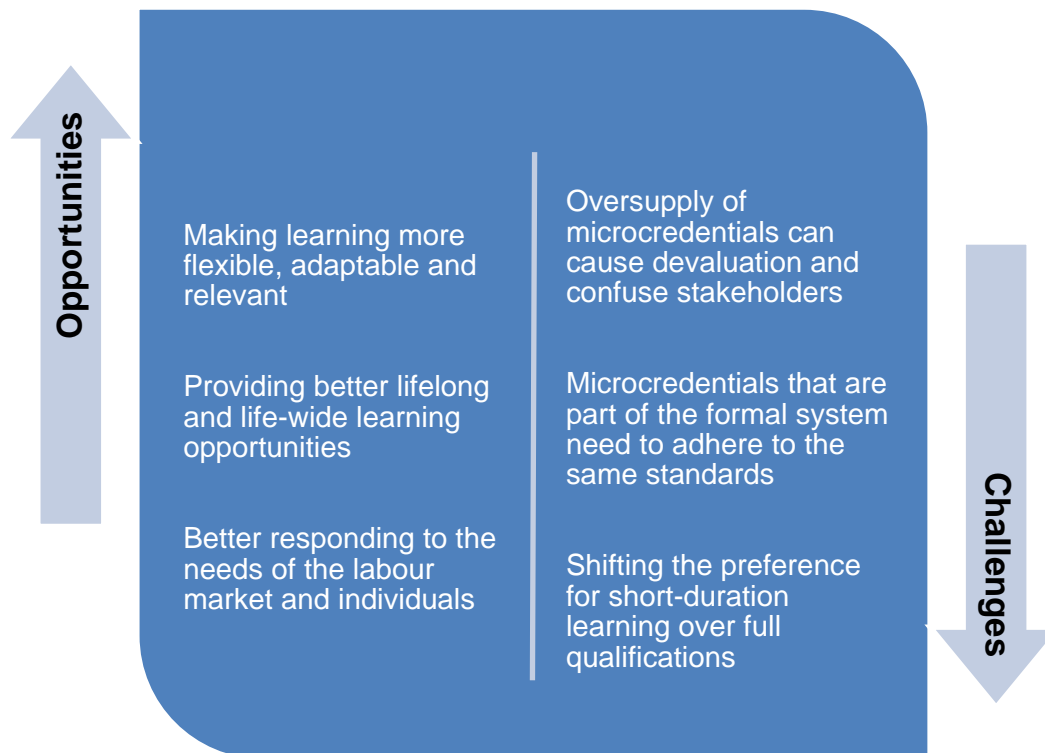 Opportunities
Making learning more
flexible, adaptable and
relevant
Providing better lifelong
and life-wide learning
opportunities
Better responding to the
needs of the labour
market and individuals
Oversupply of
microcredentials can
cause devaluation and
confuse stakeholders
Microcredentials that are
part of the formal system
need to adhere to the
same standards
Shifting the preference
for short-duration
learning over full
qualifications
Challenges